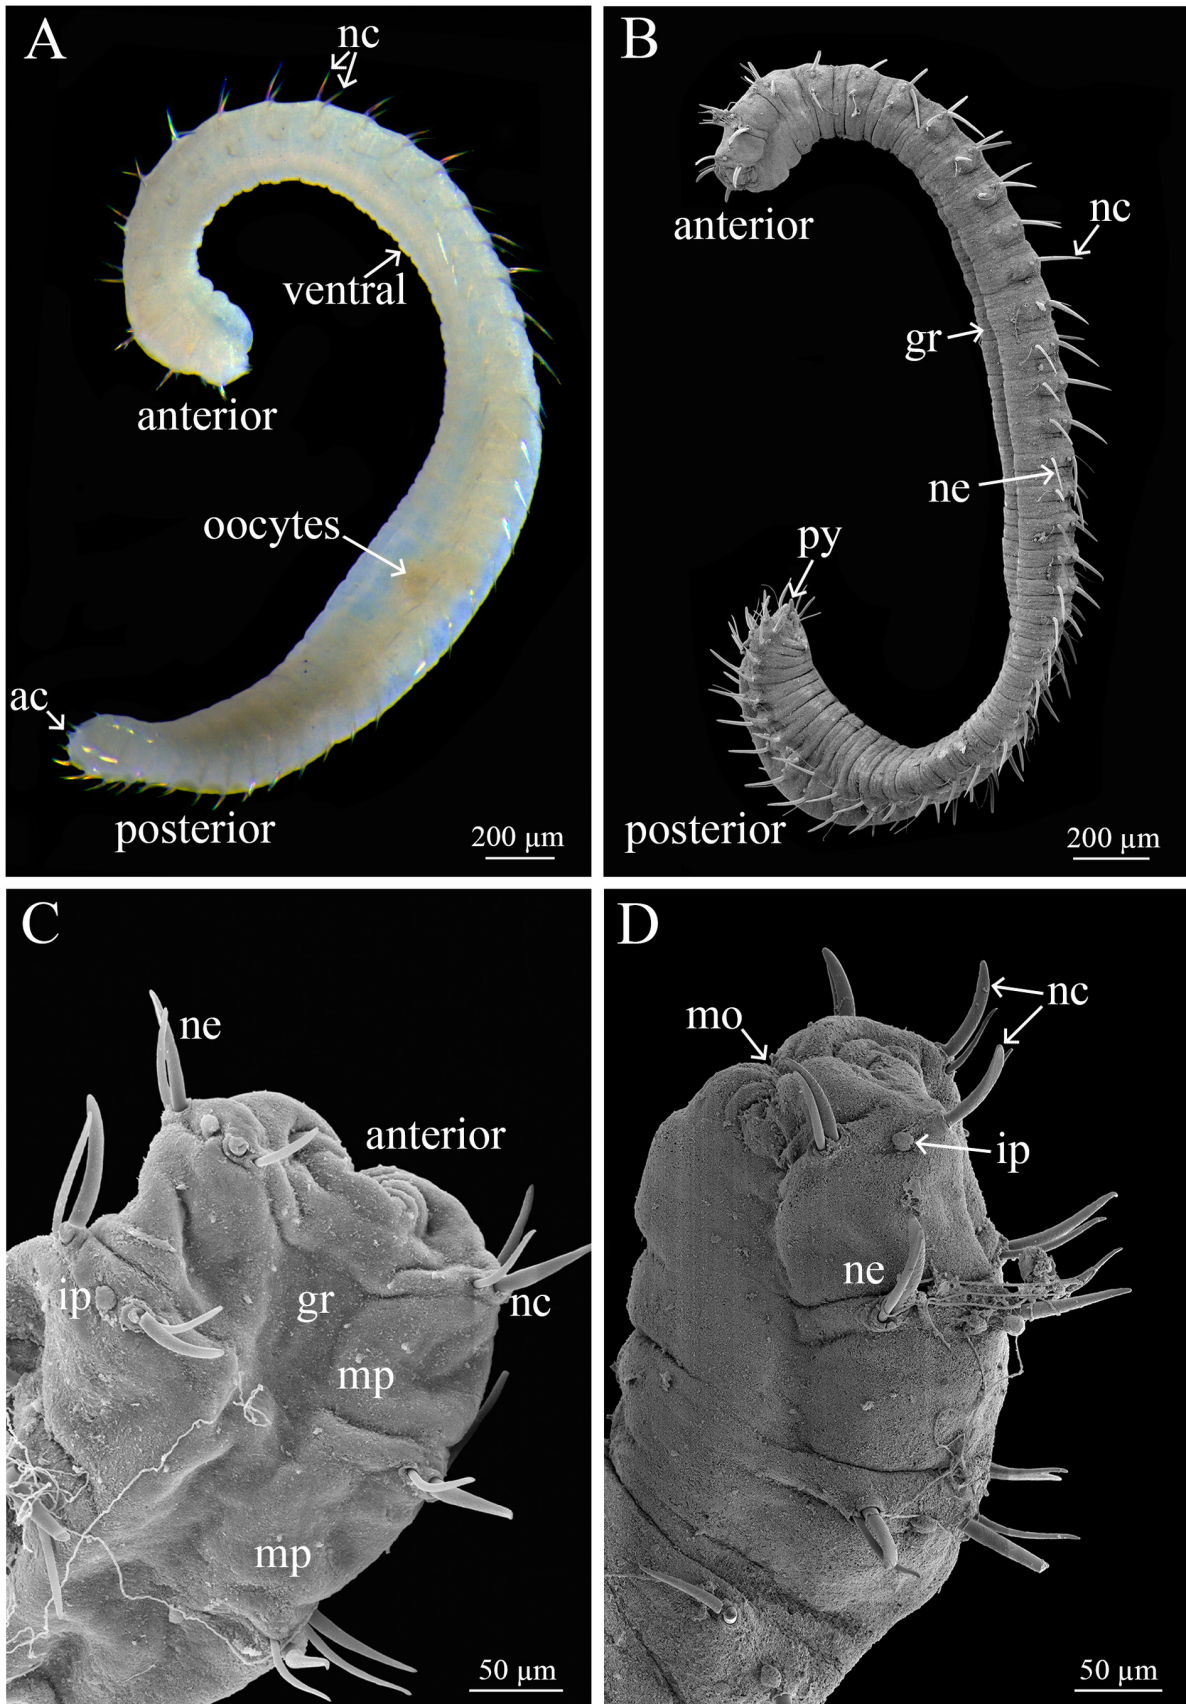 A
nc
ventral
anterior
oocytes
ac
posterior
200 µm
B
anterior
nc
gr
ne
py
posterior
200 µm
C
ne
anterior
ip
gr
nc
mp
mp
50 µm
D
nc
mo
ip
ne
50 µm